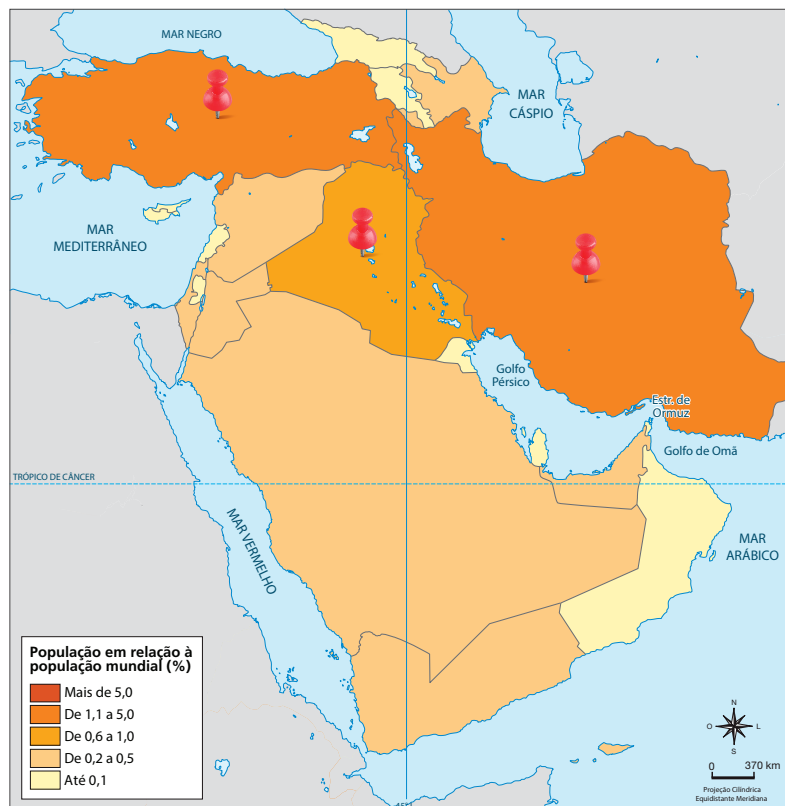 MAR NEGRO
MAR
CÁSPIO
MAR
MEDITERRÂNEO
Golfo
Pérsico
Estr. de
Ormuz
Golfo de Omã
TRÓPICO DE CÂNCER
MAR VERMELHO
MAR
ARÁBICO
População em relação à
população mundial (%)
Mais de 5,0
De 1,1 a 5,0
De 0,6 a 1,0
De 0,2 a 0,5
Até 0,1
N
O
L
S
0 370 km
Projeção Cilíndrica
Equidistante Meridiana